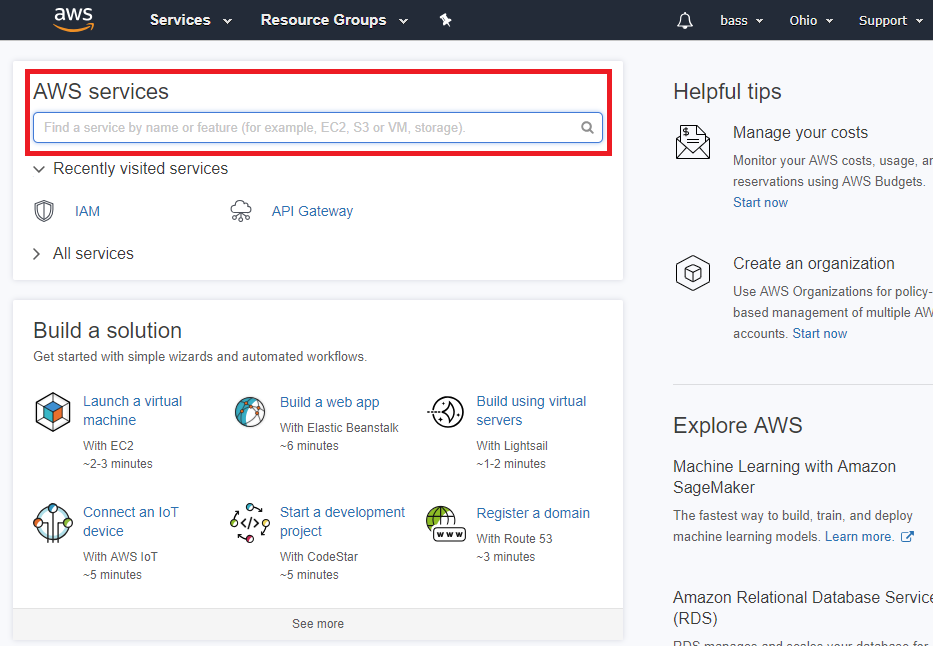 aws
Services
Resource Groups
bass
Ohio
Support
AWS services
Find a service by name or feature (for example, EC2, S3 or VM, storage).
Recently visited services
IAM
API Gateway
All services
Build a solution
Get started with simple wizards and automated workflows.
Launch a virtual
machine
With EC2
~2-3 minutes
Build a web app
With Elastic Beanstalk
~6 minutes
Build using virtual
servers
With Lightsail
~1-2 minutes
Connect an IoT
device
With AWS IoT
~5 minutes
Start a development
project
With CodeStar
~5 minutes
www
Register a domain
With Route 53
~3 minutes
See more
Helpful tips
Manage your costs
Monitor your AWS costs, usage, an
reservations using AWS Budgets.
Start now
Create an organization
Use AWS Organizations for policy-
based management of multiple AW
accounts. Start now
Explore AWS
Machine Learning with Amazon
SageMaker
The fastest way to build, train, and deploy
machine learning models. Learn more.
Amazon Relational Database Service
(RDS)
RDS manages and scales your database for